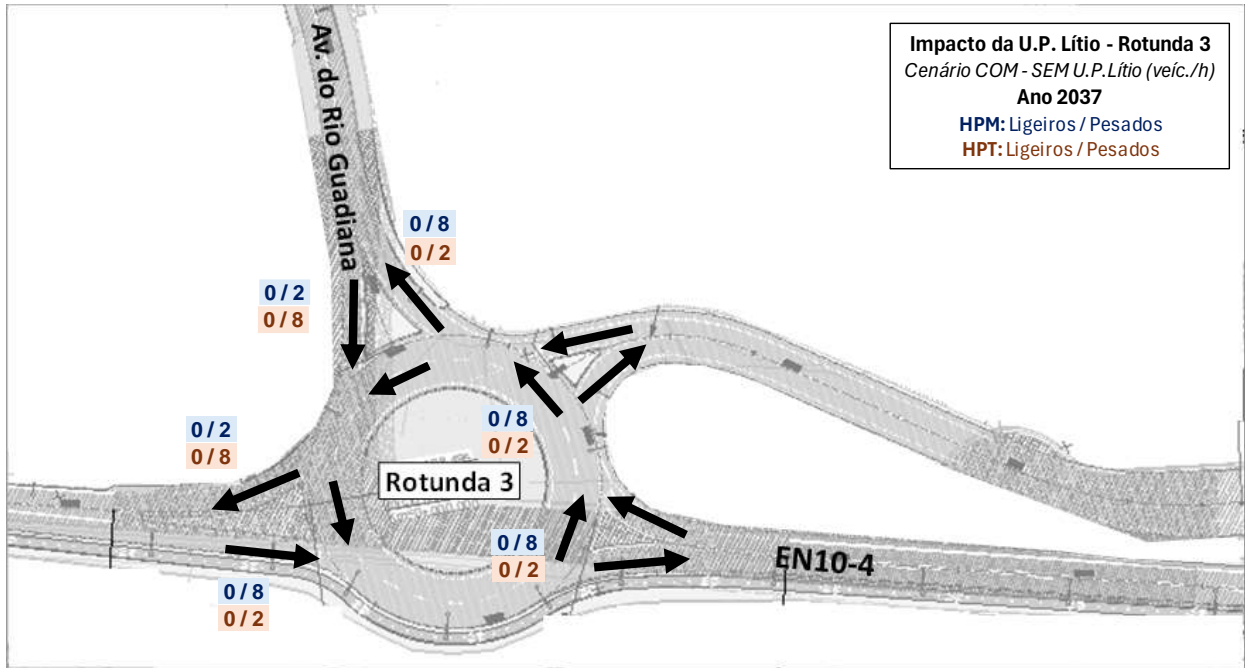 Impacto da U.P. Lítio - Rotunda 3
Cenário COM - SEM U.P.Lítio (veíc./h)
Ano 2037
HPM: Ligeiros / Pesados
HPT: Ligeiros / Pesados
Av. do Rio Guadiana
0 / 8
0 / 2
0 / 2
0 / 8
0 / 8
0 / 2
0 / 2
0 / 8
Rotunda 3
0 / 8
0 / 2
EN10-4
0 / 8
0 / 2